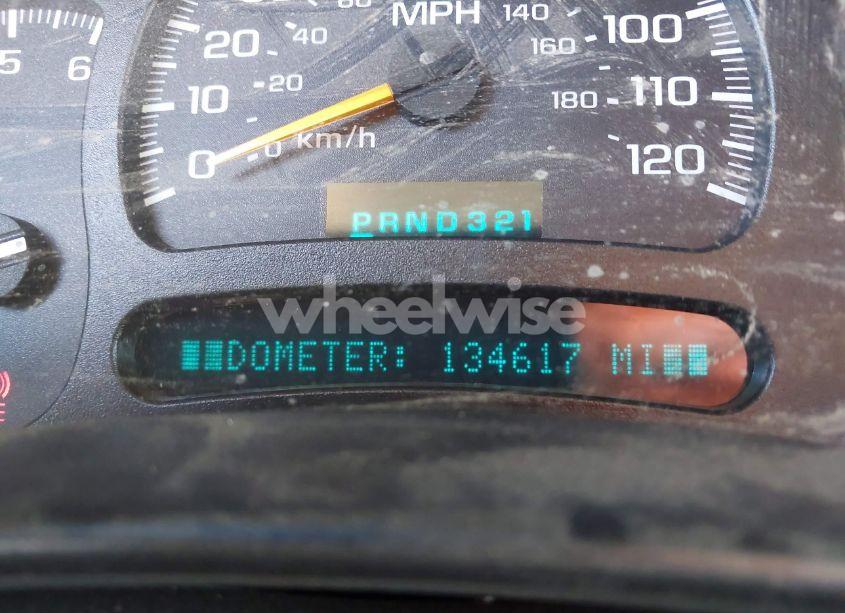 MPH 140
20 40 160 100
5 6
10 20 180 110
0 0 km/h 120
PRND321
wheelwise
DOMETER: 134617 MI